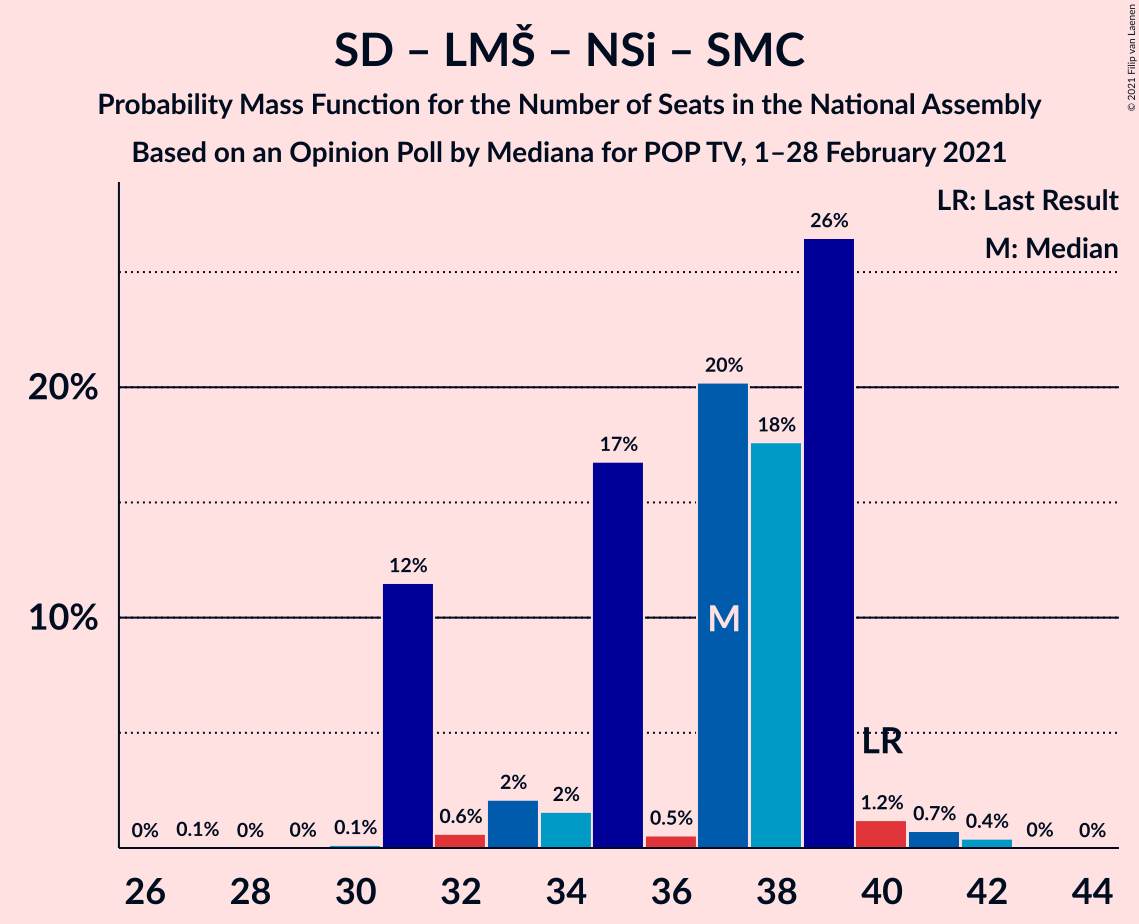 SD – LMŠ – NSi – SMC
Probability Mass Function for the Number of Seats in the National Assembly
Based on an Opinion Poll by Mediana for POP TV, 1–28 February 2021
© 2021 Filip van Laenen
LR: Last Result
M: Median
20%
10%
0%
0.1%
0%
0%
0.1%
12%
0.6%
2%
2%
17%
0.5%
20%
18%
26%
1.2%
0.7%
0.4%
0%
0%
M
LR
26 28 30 32 34 36 38 40 42 44